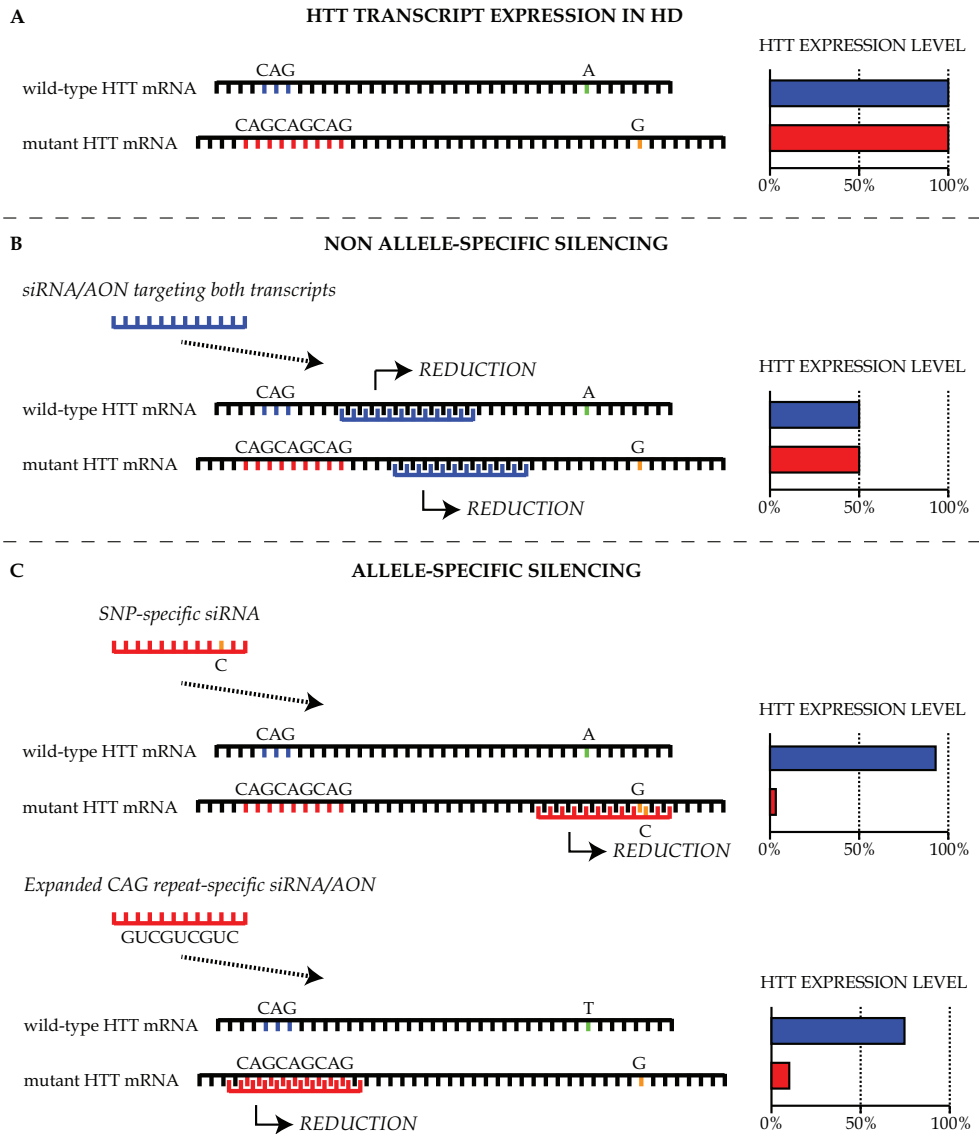 A
HTT TRANSCRIPT EXPRESSION IN HD
HTT EXPRESSION LEVEL
CAG
A
wild-type HTT mRNA
CAGCAGCAG
G
mutant HTT mRNA
0%
50%
100%
B
NON ALLELE-SPECIFIC SILENCING
siRNA/AON targeting both transcripts
REDUCTION
HTT EXPRESSION LEVEL
CAG
A
wild-type HTT mRNA
CAGCAGCAG
G
mutant HTT mRNA
REDUCTION
0%
50%
100%
C
ALLELE-SPECIFIC SILENCING
SNP-specific siRNA
C
HTT EXPRESSION LEVEL
CAG
A
wild-type HTT mRNA
CAGCAGCAG
G
mutant HTT mRNA
C
REDUCTION
0%
50%
100%
Expanded CAG repeat-specific siRNA/AON
GUCGUCGUC
HTT EXPRESSION LEVEL
CAG
T
wild-type HTT mRNA
CAGCAGCAG
G
mutant HTT mRNA
REDUCTION
0%
50%
100%